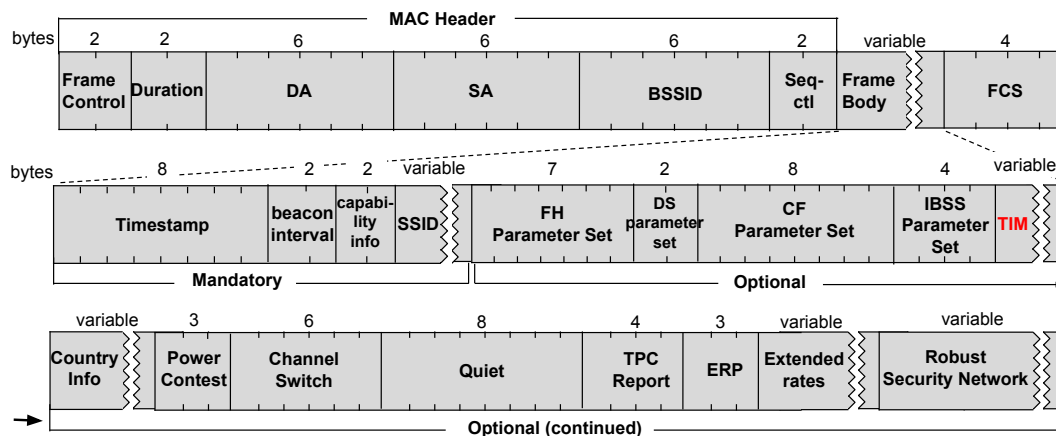 MAC Header
bytes 2 2 6 6 6 2 variable 4
Frame Control Duration DA SA BSSID Seq-ctl Frame Body FCS
bytes 8 2 2 variable 7 2 8 4 variable
Timestamp beacon interval capabi-lity info SSID FH Parameter Set DS parameter set CF Parameter Set IBSS Parameter Set TIM
Mandatory Optional
variable 3 6 8 4 3 variable variable
Country Info Power Contest Channel Switch Quiet TPC Report ERP Extended rates Robust Security Network
Optional (continued)